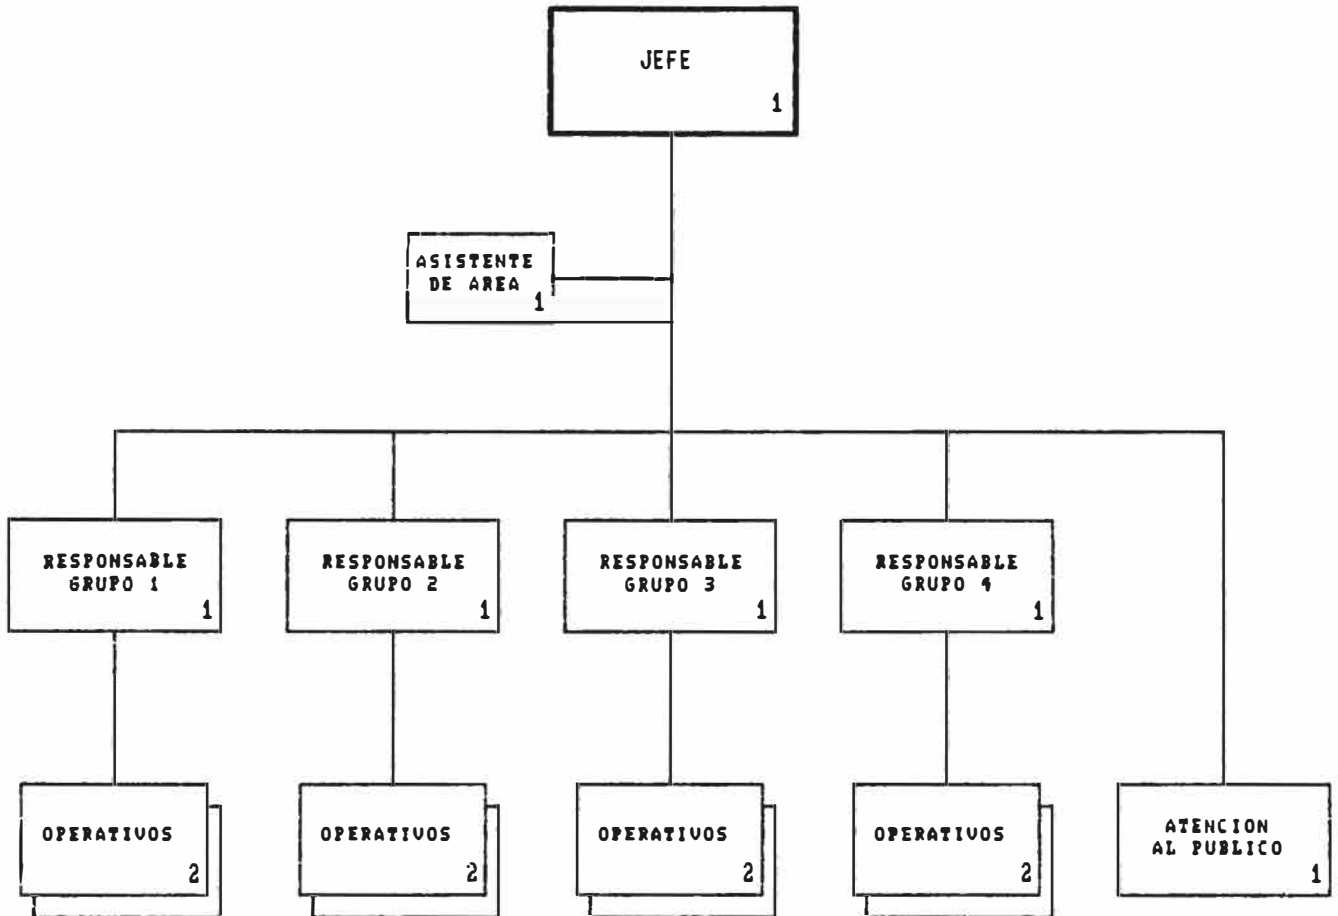 JEFE
1
ASISTENTE
DE AREA
1
RESPONSABLE
GRUPO 1
1
RESPONSABLE
GRUPO 2
1
RESPONSABLE
GRUPO 3
1
RESPONSABLE
GRUPO 4
1
OPERATIVOS
2
OPERATIVOS
2
OPERATIVOS
2
OPERATIVOS
2
ATENCION
AL PUBLICO
1